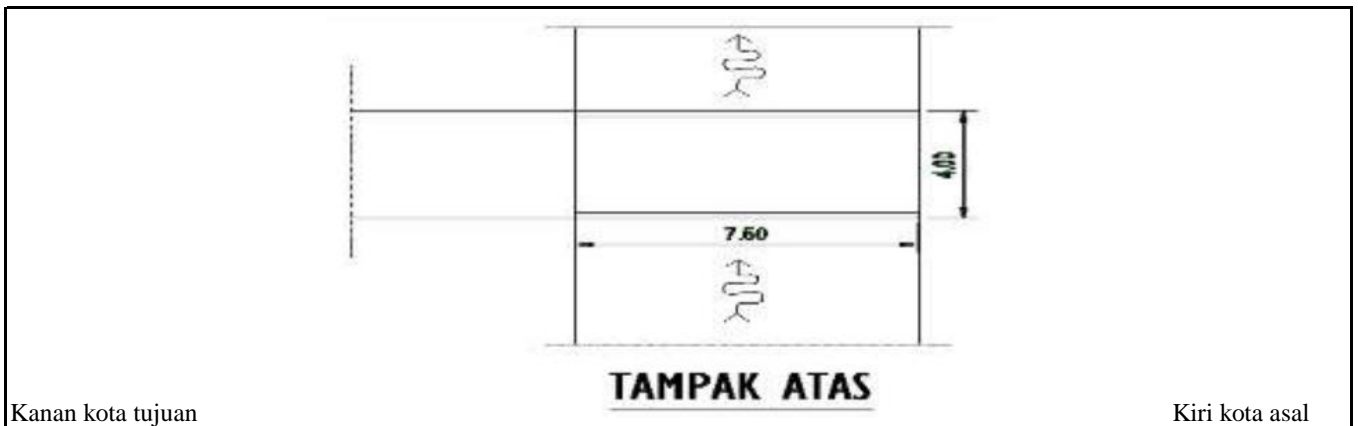 4,00
7.60
TAMPAK ATAS
Kanan kota tujuan
Kiri kota asal